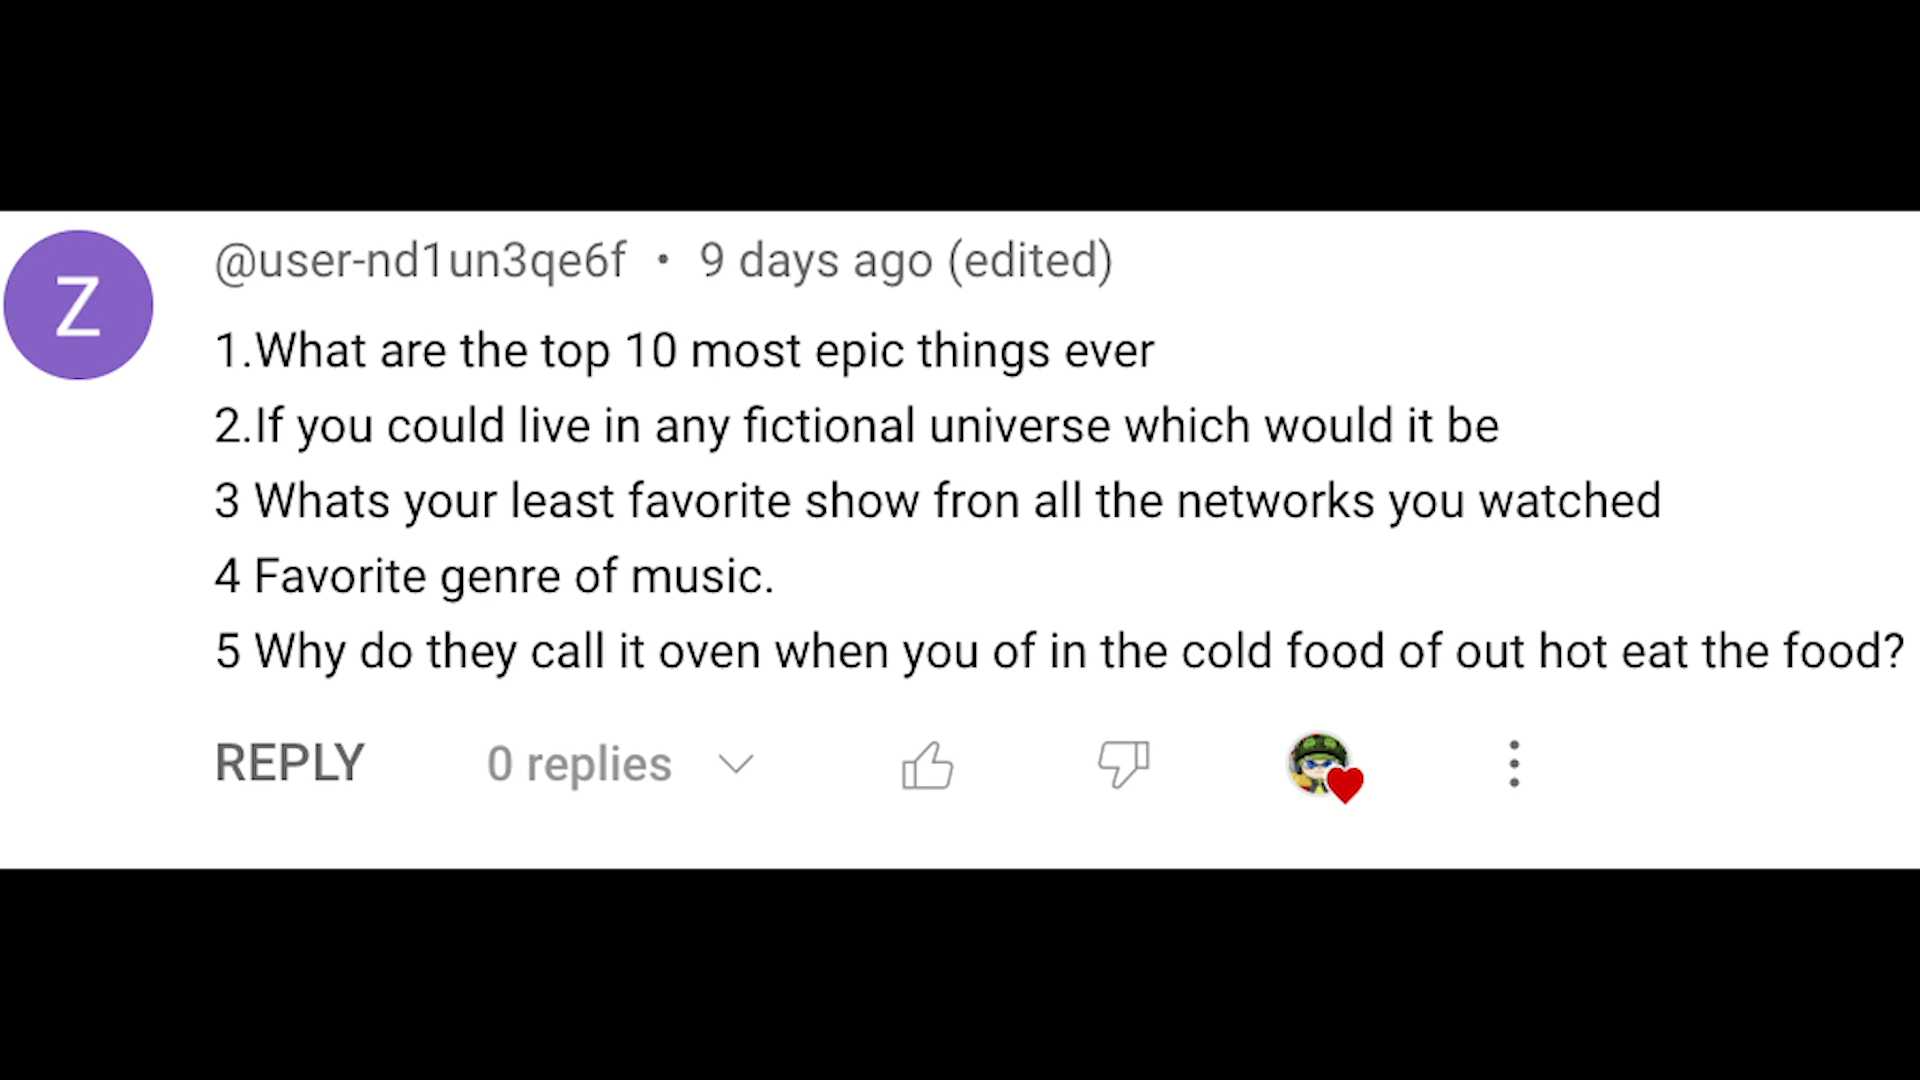 Z
@user-nd1un3qe6f • 9 days ago (edited)
1.What are the top 10 most epic things ever
2.If you could live in any fictional universe which would it be
3 Whats your least favorite show fron all the networks you watched
4 Favorite genre of music.
5 Why do they call it oven when you of in the cold food of out hot eat the food?
REPLY 0 replies